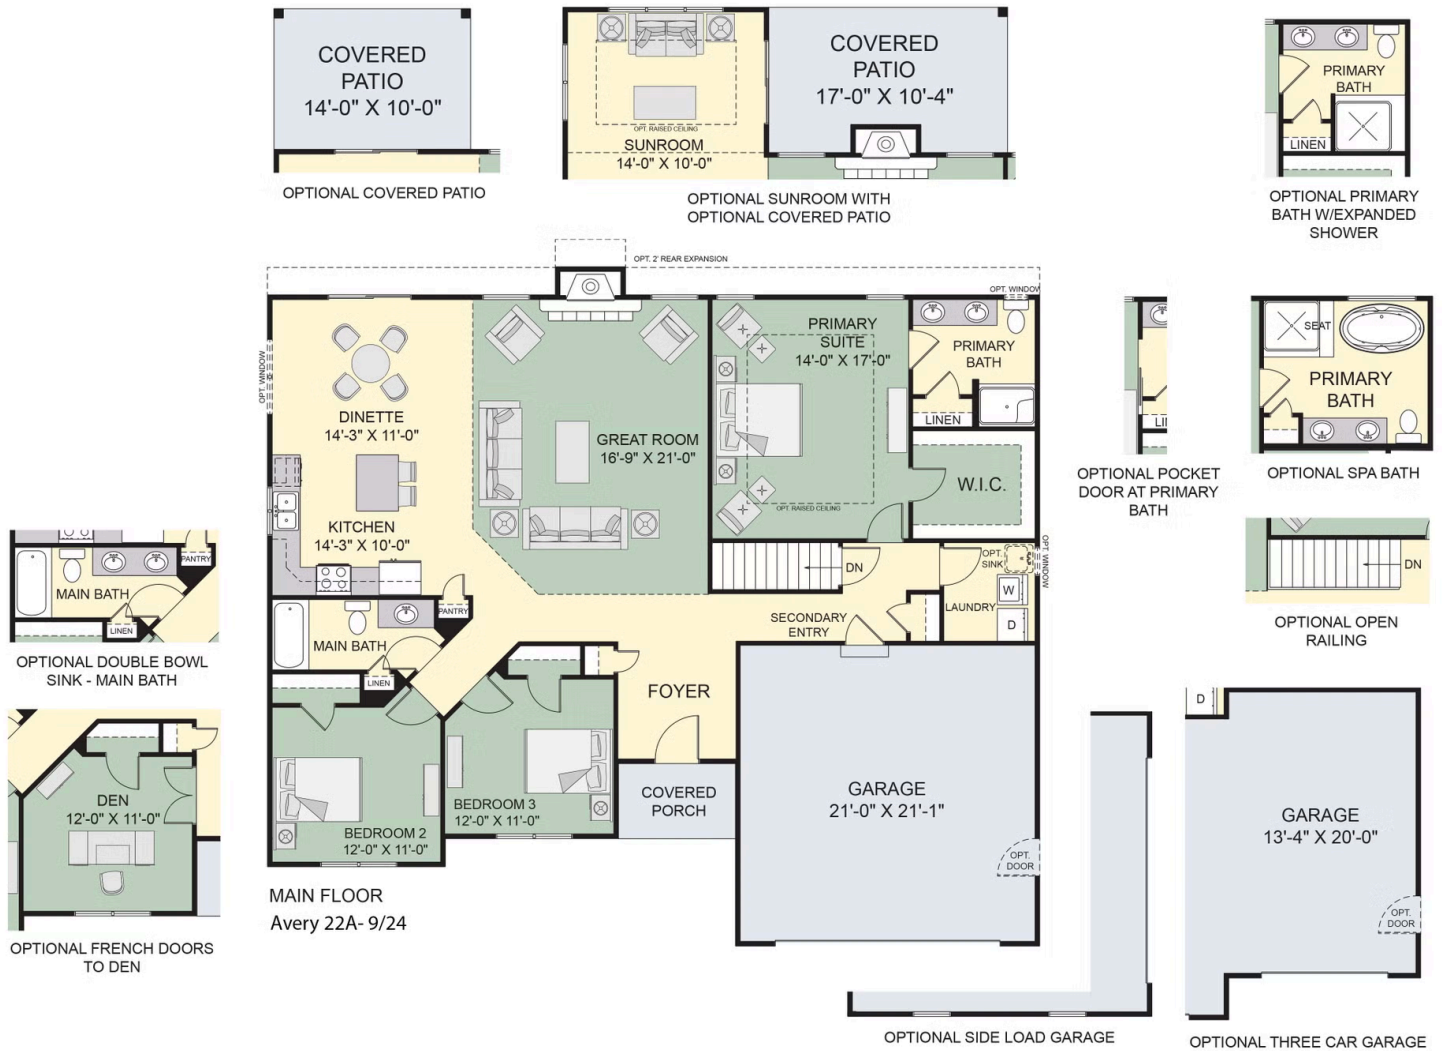 COVERED
PATIO
14'-0" X 10'-0"
OPTIONAL COVERED PATIO
OPT. RAISED CEILING
SUNROOM
14'-0" X 10'-0"
COVERED
PATIO
17'-0" X 10'-4"
OPTIONAL SUNROOM WITH
OPTIONAL COVERED PATIO
PRIMARY
BATH
LINEN
OPTIONAL PRIMARY
BATH W/EXPANDED
SHOWER
OPT. 2' REAR EXPANSION
OPT. WINDOW
OPT. WINDOW
DINETTE
14'-3" X 11'-0"
KITCHEN
14'-3" X 10'-0"
GREAT ROOM
16'-9" X 21'-0"
PRIMARY
SUITE
14'-0" X 17'-0"
OPT RAISED CEILING
PRIMARY
BATH
LINEN
W.I.C.
DN
OPT.
SINK
OPT. WINDOW
W
LAUNDRY
D
SECONDARY
ENTRY
PANTRY
MAIN BATH
LINEN
FOYER
BEDROOM 2
12'-0" X 11'-0"
BEDROOM 3
12'-0" X 11'-0"
COVERED
PORCH
GARAGE
21'-0" X 21'-1"
OPT.
DOOR
MAIN FLOOR
Avery 22A- 9/24
PANTRY
MAIN BATH
LINEN
OPTIONAL DOUBLE BOWL
SINK - MAIN BATH
DEN
12'-0" X 11'-0"
OPTIONAL FRENCH DOORS
TO DEN
LI
OPTIONAL POCKET
DOOR AT PRIMARY
BATH
SEAT
PRIMARY
BATH
OPTIONAL SPA BATH
DN
OPTIONAL OPEN
RAILING
OPTIONAL SIDE LOAD GARAGE
D
GARAGE
13'-4" X 20'-0"
OPT.
DOOR
OPTIONAL THREE CAR GARAGE